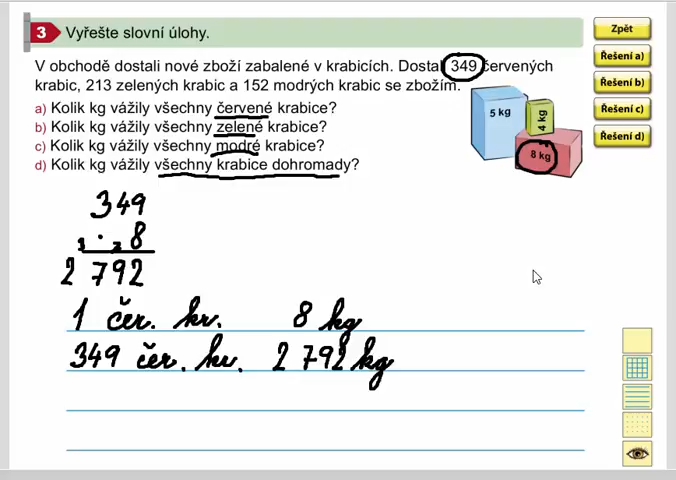 3 Vyřešte slovní úlohy.
Zpět
Řešení a)
Řešení b)
Řešení c)
Řešení d)
V obchodě dostali nové zboží zabalené v krabicích. Dostali 349 červených
krabic, 213 zelených krabic a 152 modrých krabic se zbožím.
a) Kolik kg vážily všechny červené krabice?
b) Kolik kg vážily všechny zelené krabice?
c) Kolik kg vážily všechny modré krabice?
d) Kolik kg vážily všechny krabice dohromady?
5 kg
4 kg
8 kg
349
3 · 7 8
2 792
1 čer. kr. 8 kg
349 čer. kr. 2 792 kg